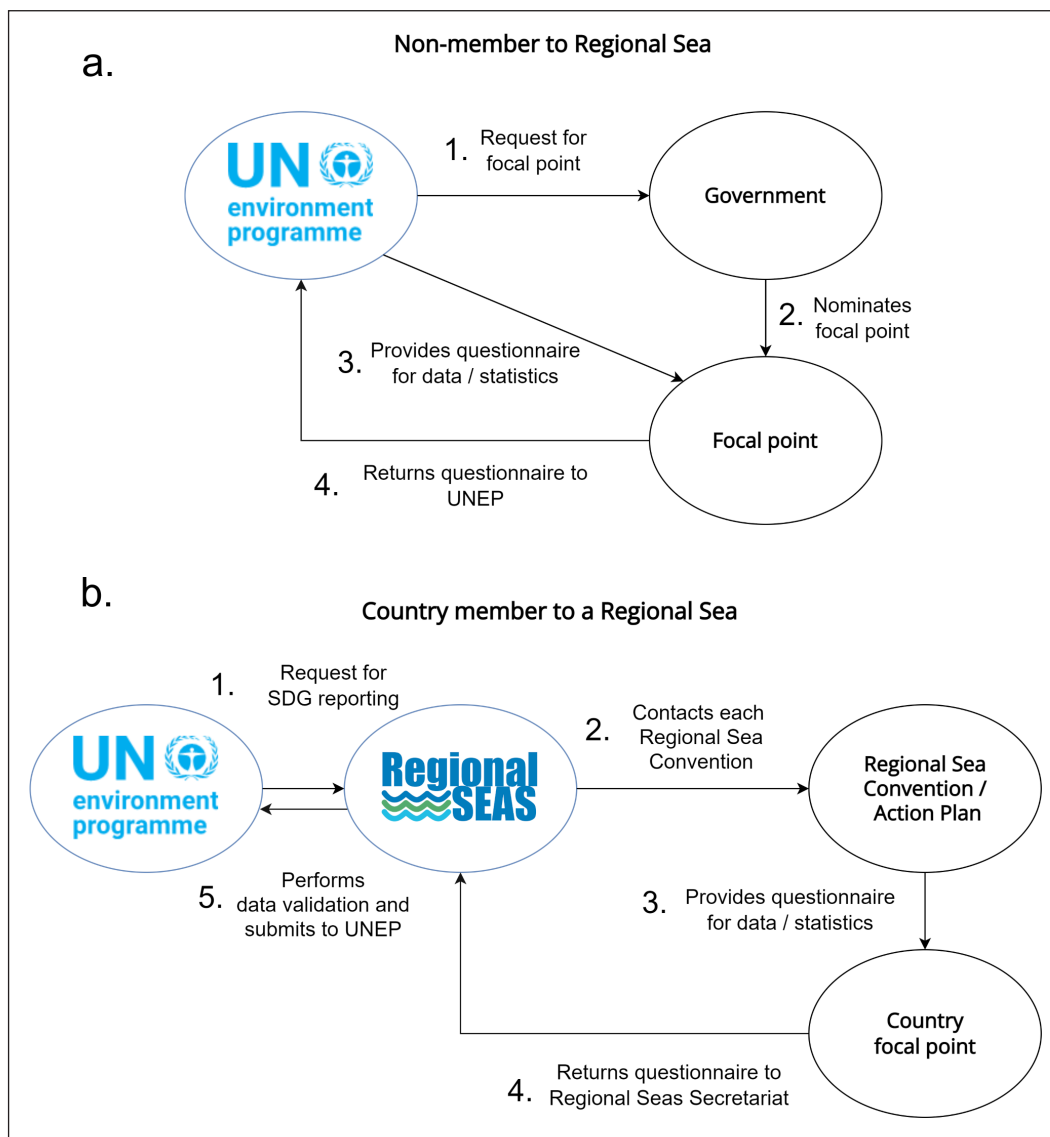 a.
Non-member to Regional Sea
UN
environment
programme
1.
Request for
focal point
Government
2.
Nominates
focal point
3.
Provides questionnaire
for data / statistics
Focal point
4.
Returns questionnaire to
UNEP
b.
Country member to a Regional Sea
1.
Request for
SDG reporting
UN
environment
programme
Regional
SEAS
2.
Contacts each
Regional Sea
Convention
Regional Sea
Convention /
Action Plan
5.
Performs
data validation and
submits to UNEP
3.
Provides questionnaire
for data / statistics
Country
focal point
4.
Returns questionnaire to
Regional Seas Secretariat